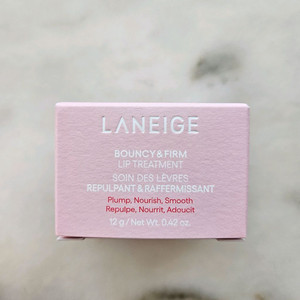 LANEIGE
BOUNCY & FIRM
LIP TREATMENT
SOIN DES LÈVRES
REPULPANT & RAFFERMISSANT
Plump, Nourish, Smooth
Repulpe, Nourrit, Adoucit
12 g / Net Wt. 0.42 oz.